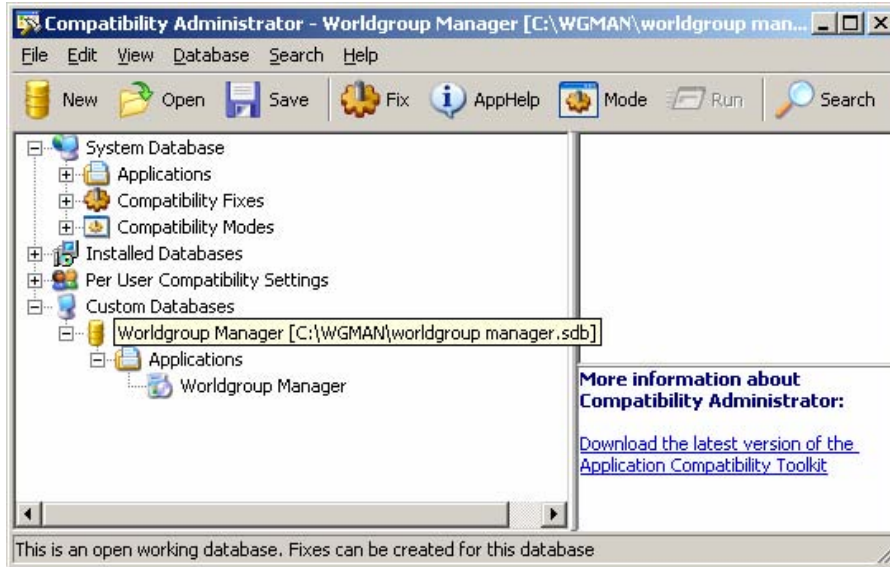 Compatibility Administrator - Worldgroup Manager [C:\WGMAN\worldgroup man...
File Edit View Database Search Help
New Open Save Fix AppHelp Mode Run Search
System Database
Applications
Compatibility Fixes
Compatibility Modes
Installed Databases
Per User Compatibility Settings
Custom Databases
Worldgroup Manager [C:\WGMAN\worldgroup manager.sdb]
Applications
Worldgroup Manager
More information about
Compatibility Administrator:
Download the latest version of the
Application Compatibility Toolkit
This is an open working database. Fixes can be created for this database